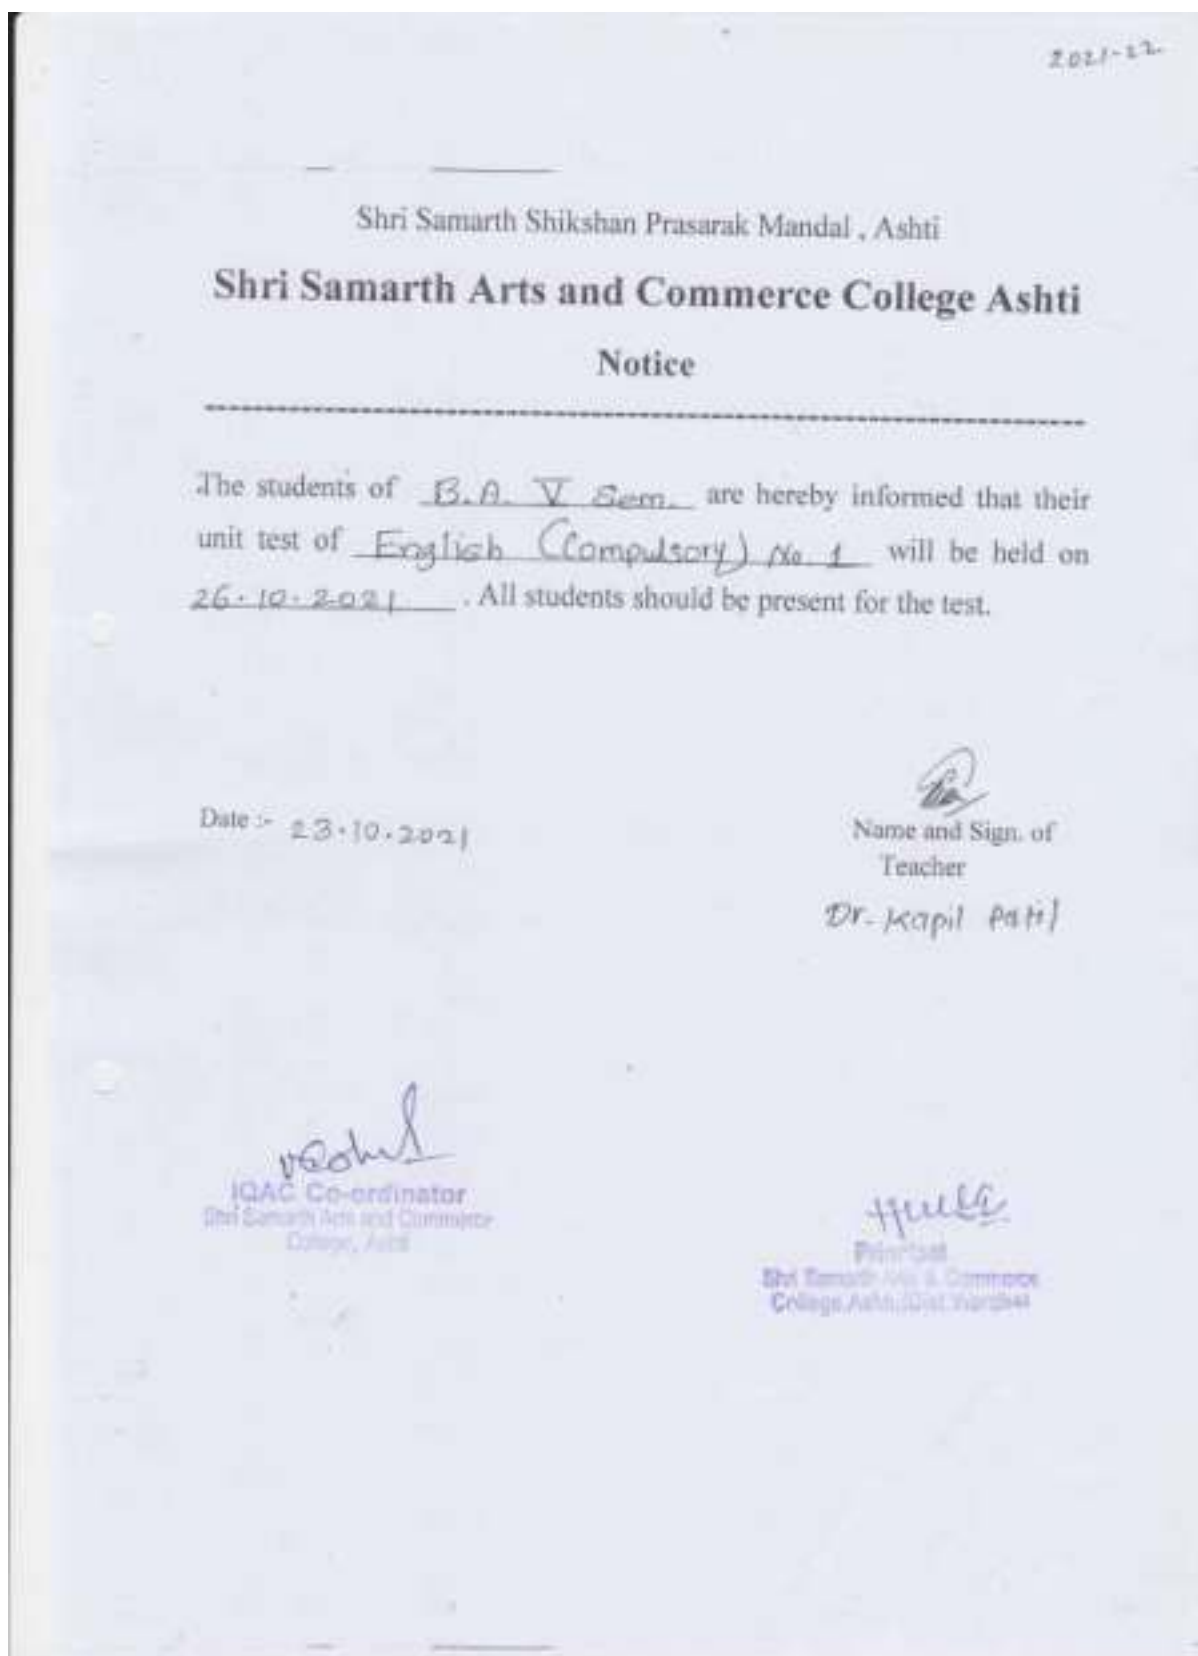 2021-22
Shri Samarth Shikshan Prasarak Mandal , Ashti
Shri Samarth Arts and Commerce College Ashti
Notice
The students of B.A. V Sem. are hereby informed that their
unit test of English (Compulsory) No 1 will be held on
26.10.2021 . All students should be present for the test.
Date :- 23.10.2021
Name and Sign. of
Teacher
Dr. Kapil Patil
IQAC Co-ordinator
Shri Samarth Arts and Commerce
College, Ashti
Principal
Shri Samarth Arts & Commerce
College Ashti, Dist. Wardha